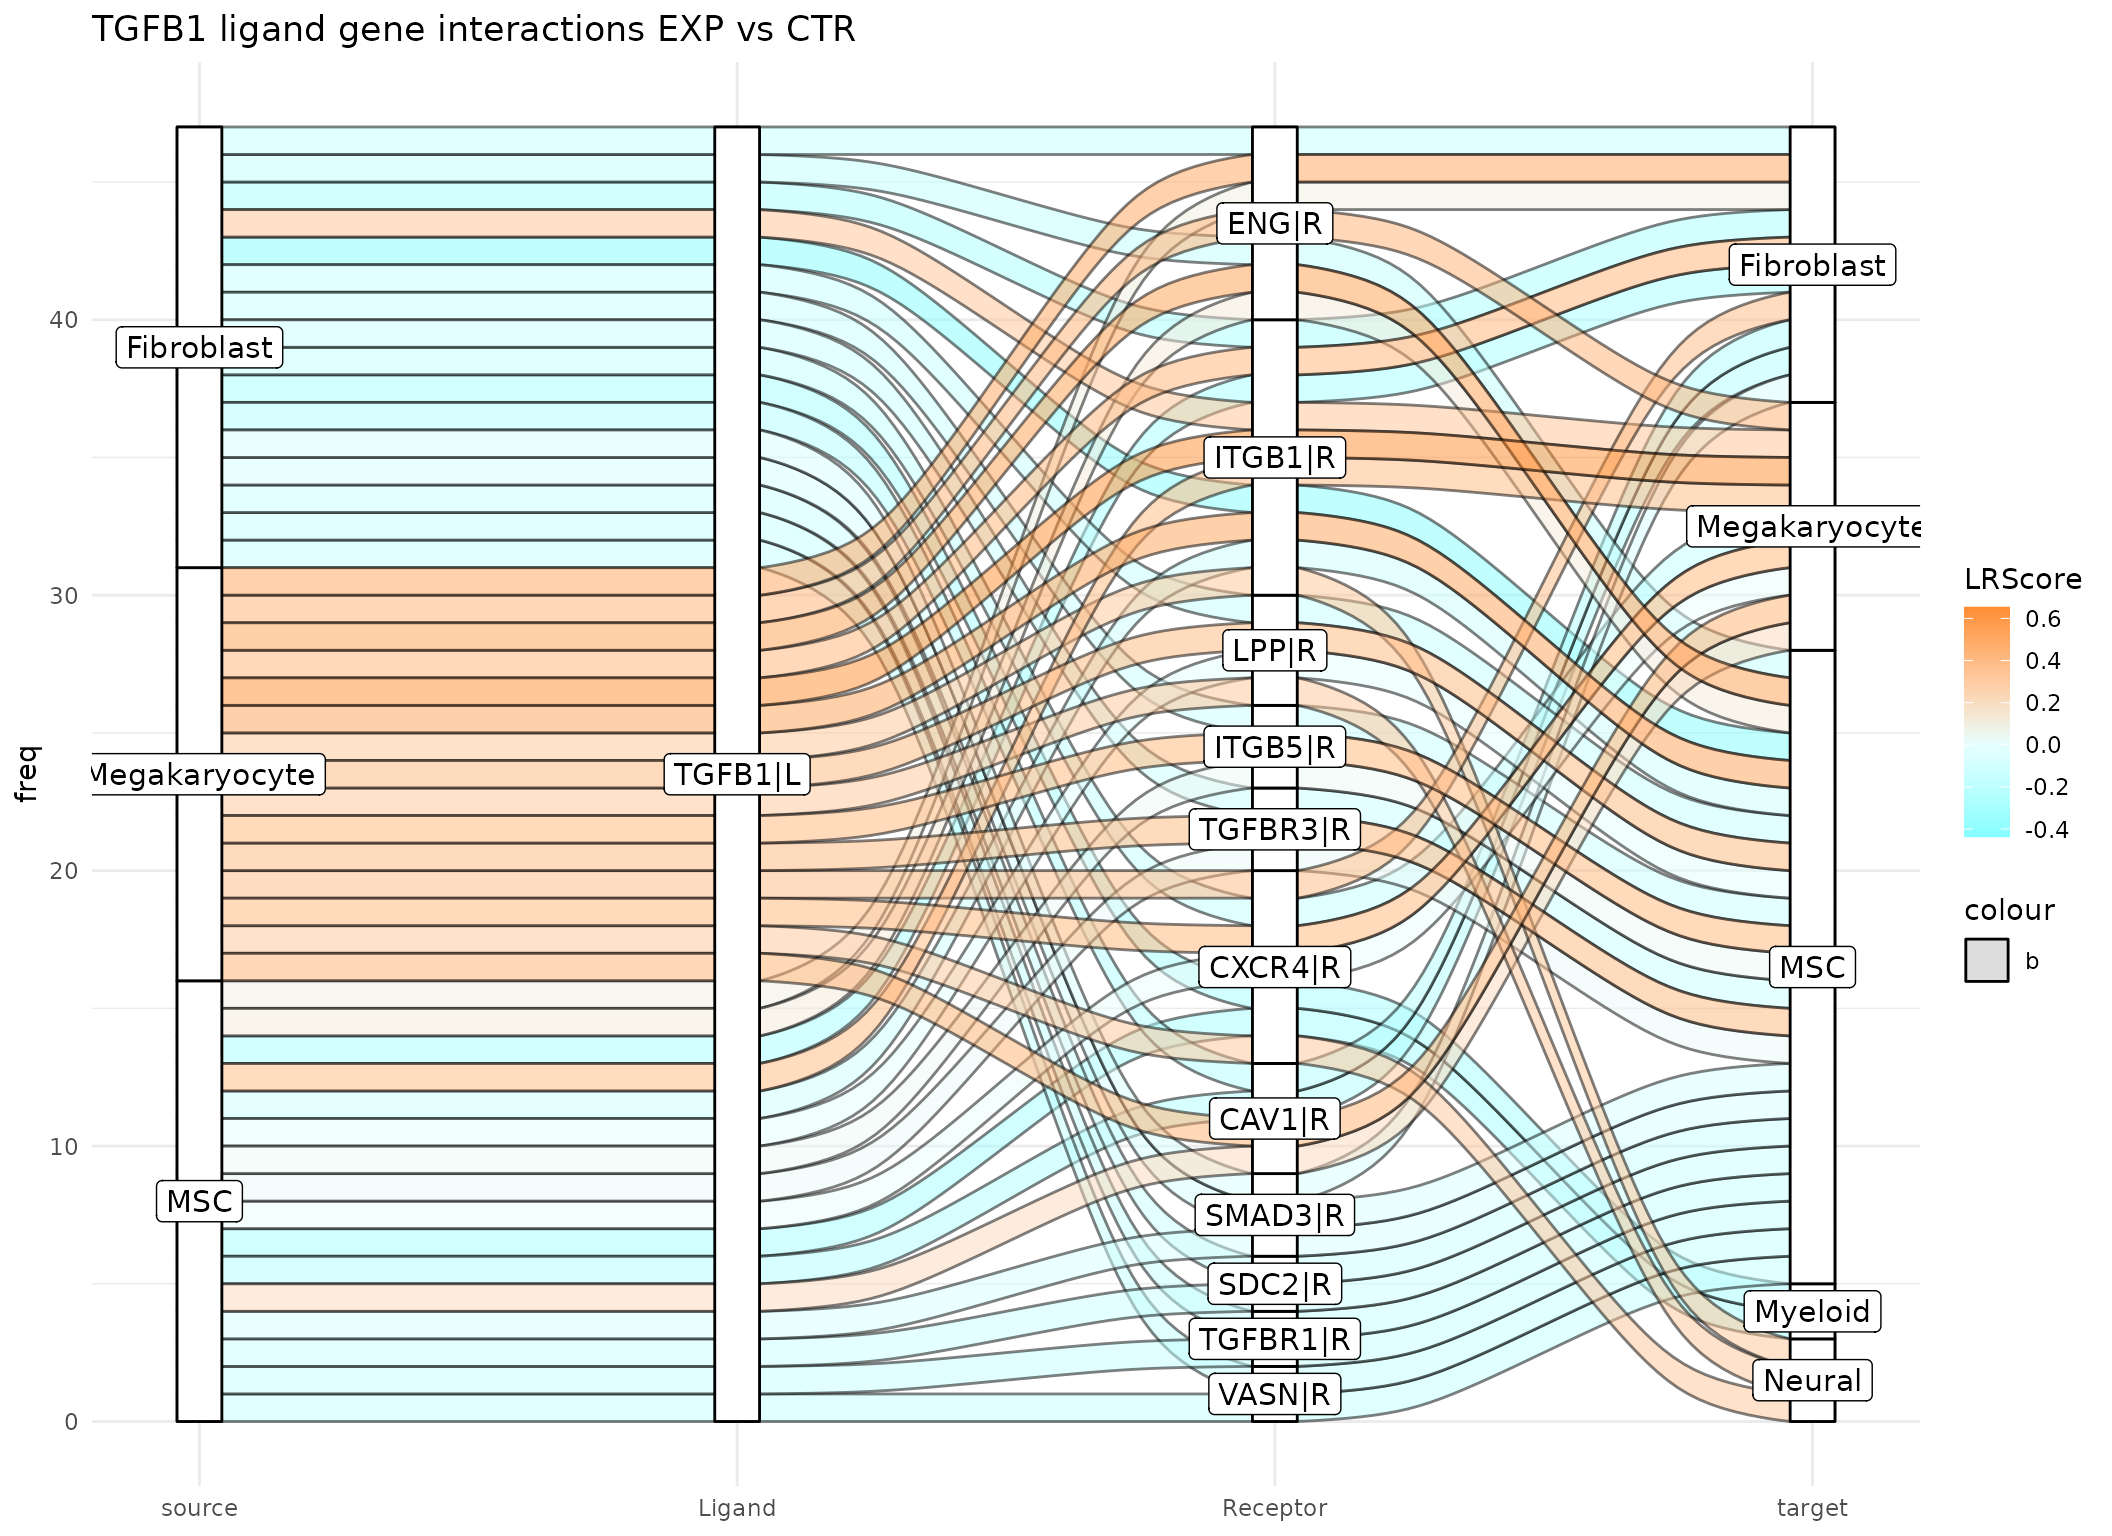 TGFB1 ligand gene interactions EXP vs CTR
freq
40
30
20
10
0
Fibroblast
Megakaryocyte
MSC
TGFB1|L
ENG|R
ITGB1|R
LPP|R
ITGB5|R
TGFBR3|R
CXCR4|R
CAV1|R
SMAD3|R
SDC2|R
TGFBR1|R
VASN|R
Fibroblast
Megakaryocyte
MSC
Myeloid
Neural
source
Ligand
Receptor
target
LRScore
0.6
0.4
0.2
0.0
-0.2
-0.4
colour
b